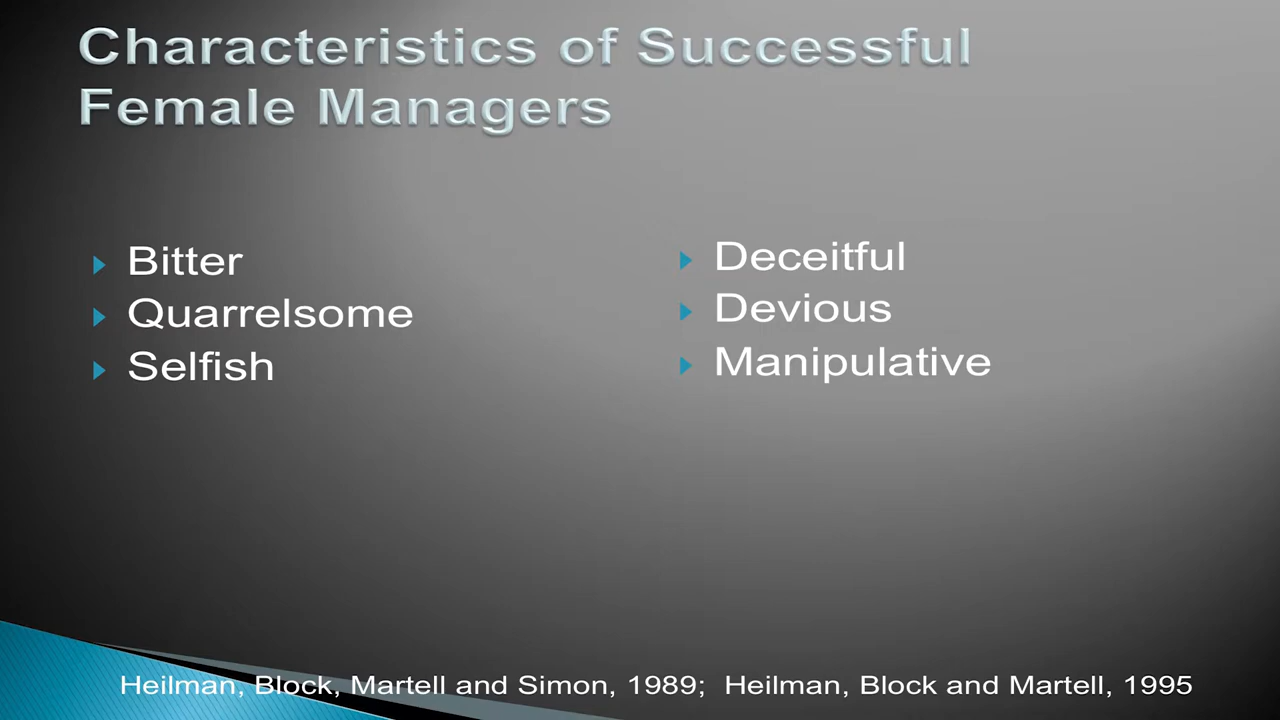 Characteristics of Successful
Female Managers
Bitter
Quarrelsome
Selfish
Deceitful
Devious
Manipulative
Heilman, Block, Martell and Simon, 1989;  Heilman, Block and Martell, 1995